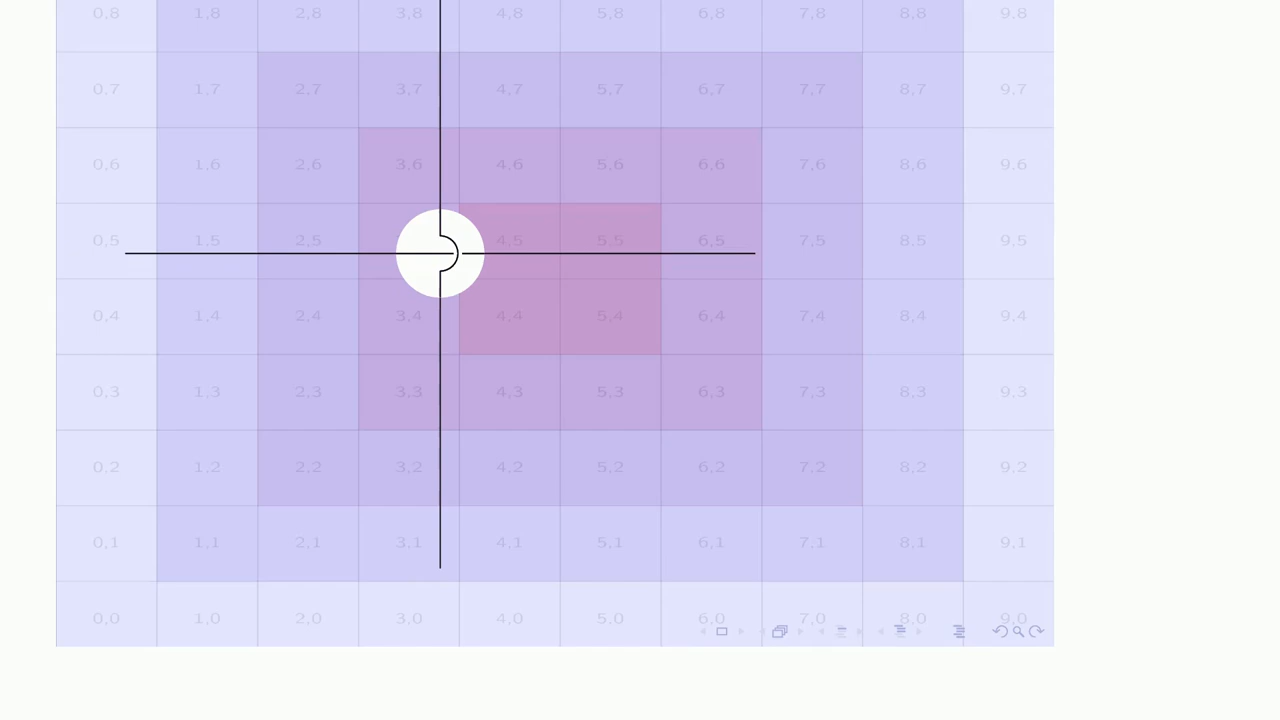 0,8 1,8 2,8 3,8 4,8 5,8 6,8 7,8 8,8 9,8
0,7 1,7 2,7 3,7 4,7 5,7 6,7 7,7 8,7 9,7
0,6 1,6 2,6 3,6 4,6 5,6 6,6 7,6 8,6 9,6
0,5 1,5 2,5 4,5 5,5 6,5 7,5 8,5 9,5
0,4 1,4 2,4 3,4 4,4 5,4 6,4 7,4 8,4 9,4
0,3 1,3 2,3 3,3 4,3 5,3 6,3 7,3 8,3 9,3
0,2 1,2 2,2 3,2 4,2 5,2 6,2 7,2 8,2 9,2
0,1 1,1 2,1 3,1 4,1 5,1 6,1 7,1 8,1 9,1
0,0 1,0 2,0 3,0 4,0 5,0 6,0 7,0 8,0 9,0